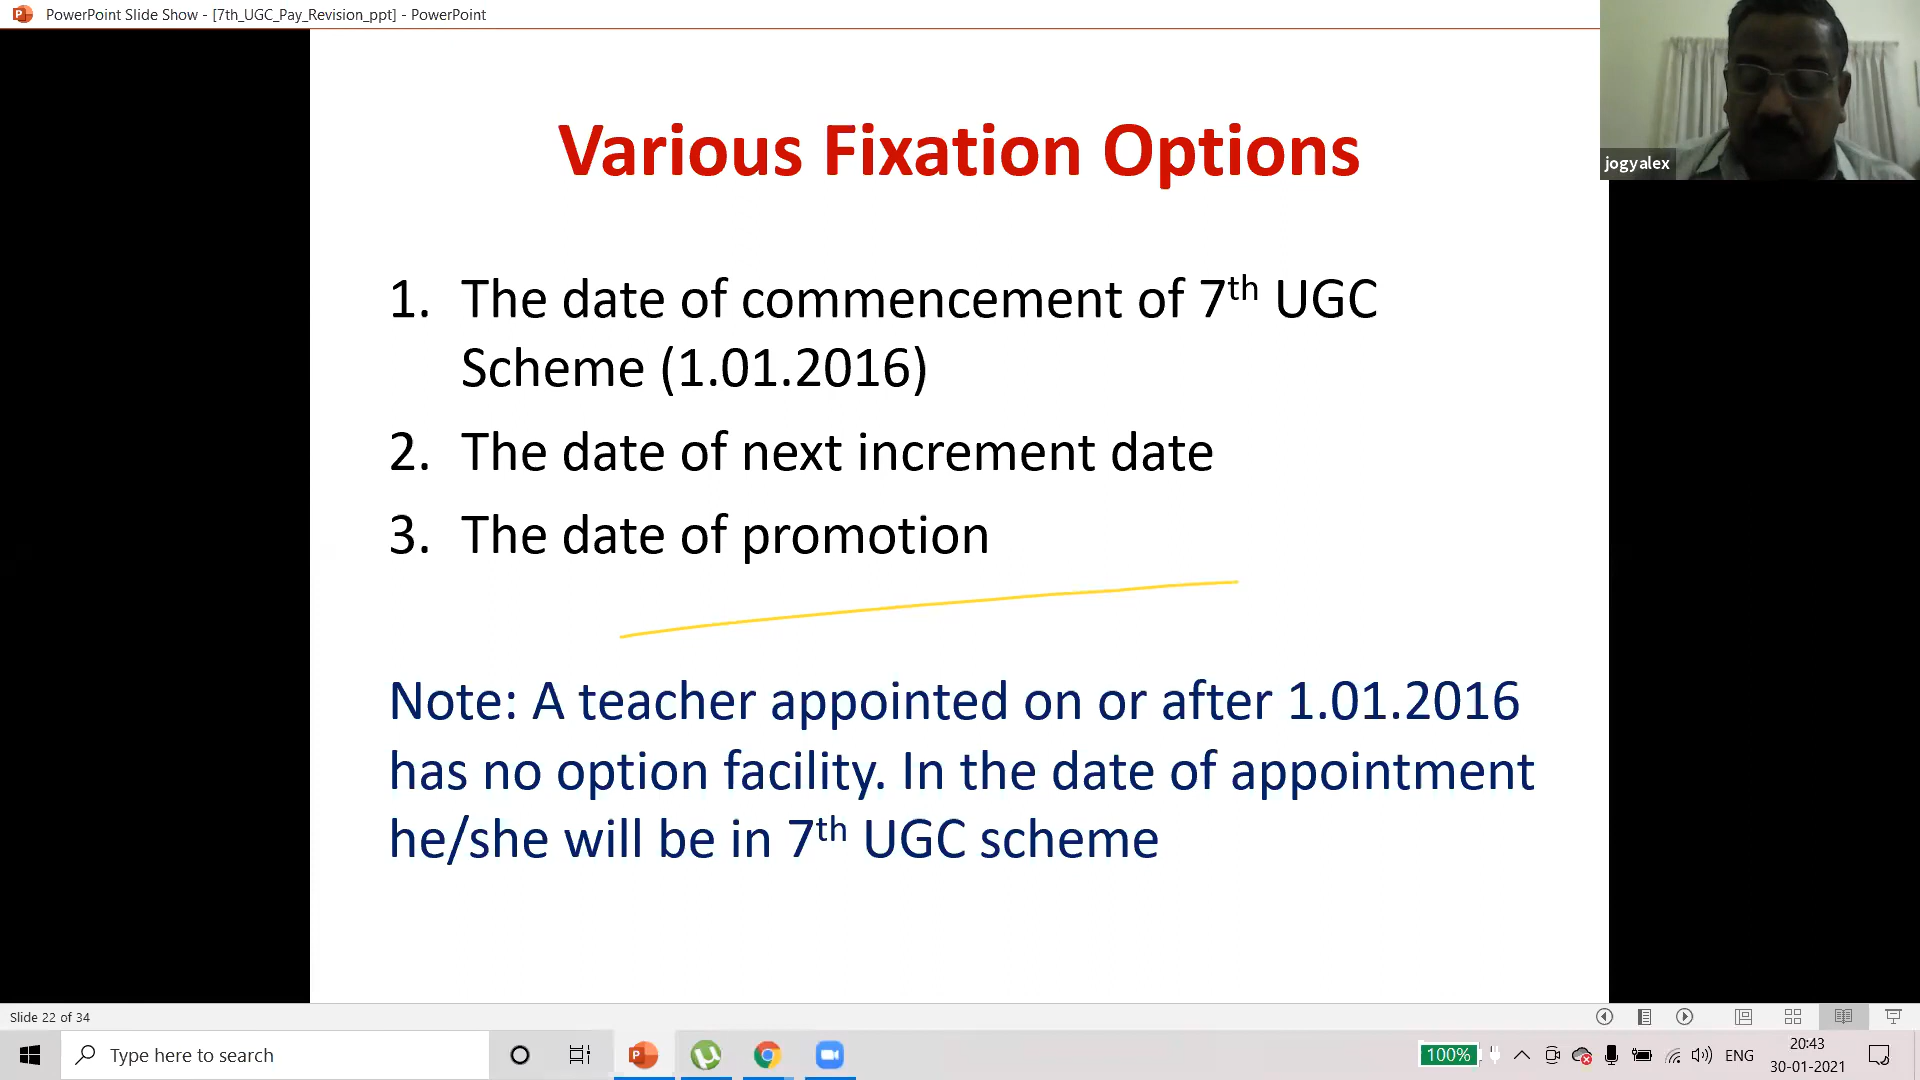 PowerPoint Slide Show - [7th_UGC_Pay_Revision_ppt] - PowerPoint
jogyalex
Various Fixation Options
1. The date of commencement of 7th UGC
Scheme (1.01.2016)
2. The date of next increment date
3. The date of promotion
Note: A teacher appointed on or after 1.01.2016
has no option facility. In the date of appointment
he/she will be in 7th UGC scheme
Slide 22 of 34
Type here to search
100%
ENG
20:43
30-01-2021